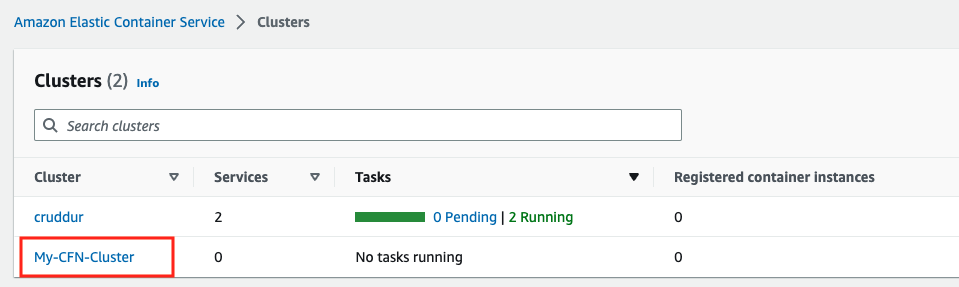 Amazon Elastic Container Service > Clusters
Clusters (2) Info
Search clusters
Cluster Services Tasks Registered container instances
cruddur 2 0 Pending | 2 Running 0
My-CFN-Cluster 0 No tasks running 0